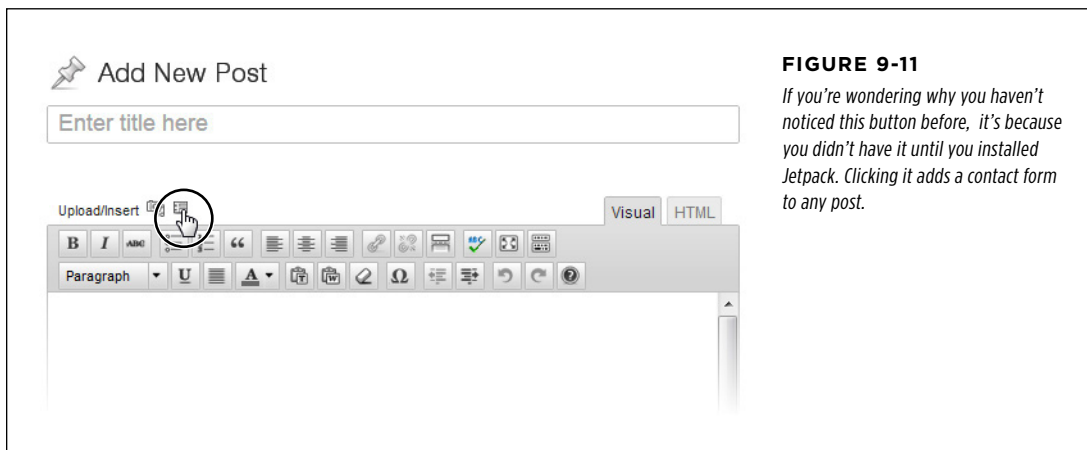 Add New Post
Enter title here
Upload/Insert
Visual HTML
B I ABC 66 ABC
Paragraph U A T W Ω ?
FIGURE 9-11
If you're wondering why you haven't
noticed this button before, it's because
you didn't have it until you installed
Jetpack. Clicking it adds a contact form
to any post.